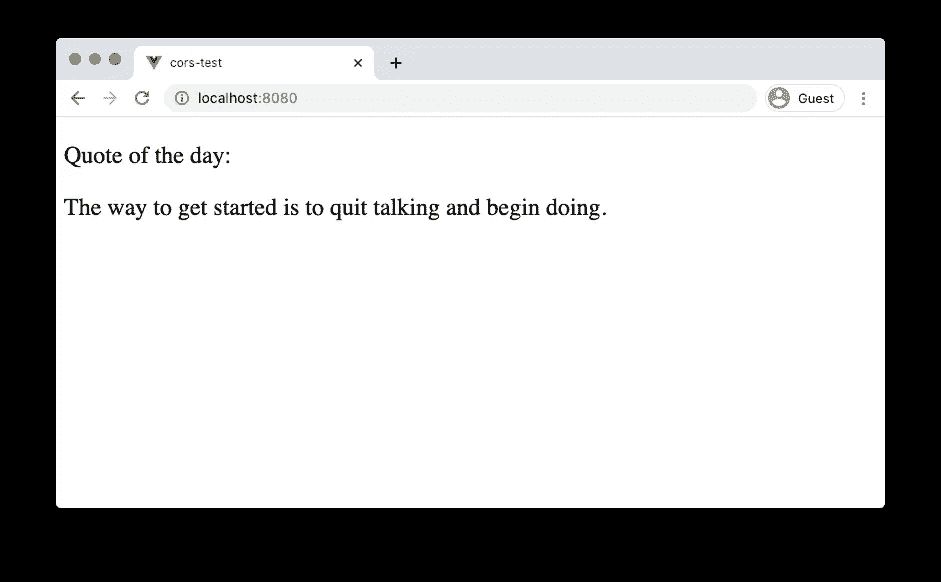 cors-test
localhost:8080
Guest
Quote of the day:
The way to get started is to quit talking and begin doing.